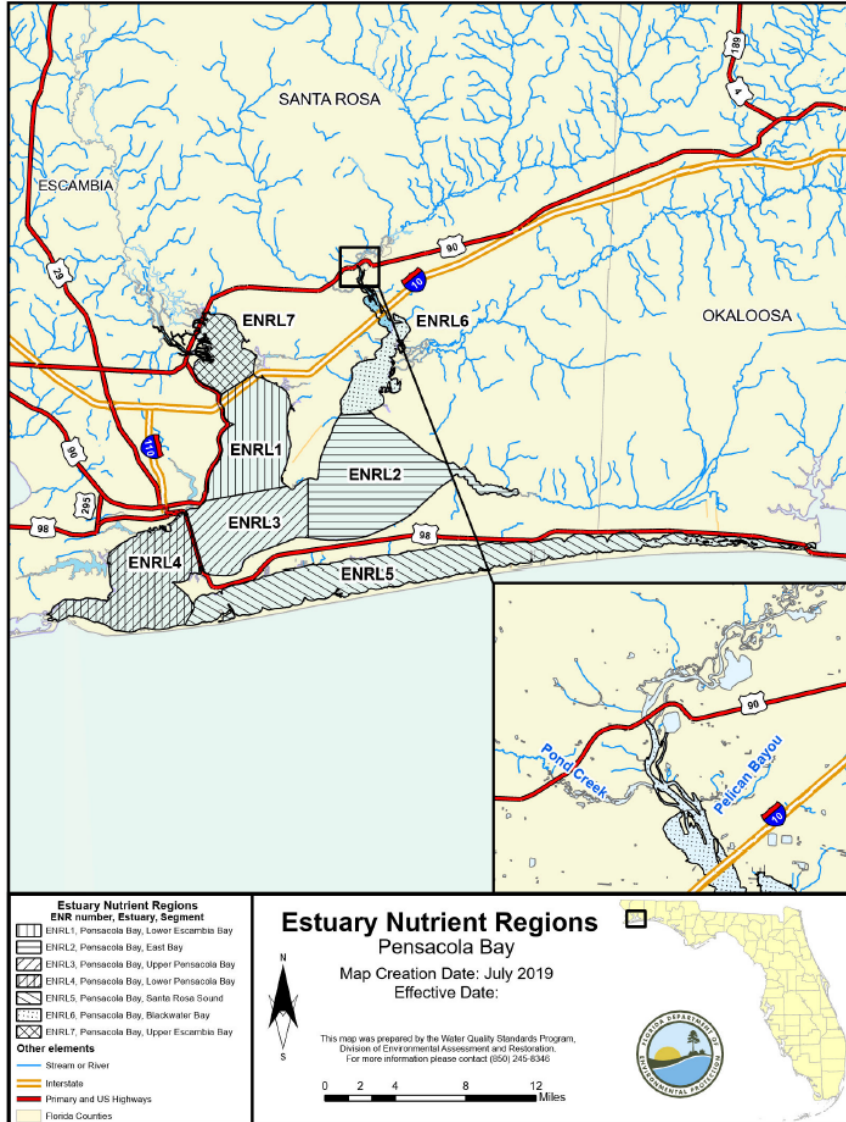 SANTA ROSA
189
4
ESCAMBIA
29
90
10
ENRL7
ENRL6
OKALOOSA
110
90
ENRL1
ENRL2
295
98
ENRL3
98
ENRL4
ENRL5
90
Pond Creek
Pelican Bayou
10
Estuary Nutrient Regions
ENR number, Estuary, Segment
ENRL1, Pensacola Bay, Lower Escambia Bay
ENRL2, Pensacola Bay, East Bay
ENRL3, Pensacola Bay, Upper Pensacola Bay
ENRL4, Pensacola Bay, Lower Pensacola Bay
ENRL5, Pensacola Bay, Santa Rosa Sound
ENRL6, Pensacola Bay, Blackwater Bay
ENRL7, Pensacola Bay, Upper Escambia Bay
Other elements
Stream or River
Interstate
Primary and US Highways
Florida Counties
Estuary Nutrient Regions
Pensacola Bay
Map Creation Date: July 2019
Effective Date:
N
S
This map was prepared by the Water Quality Standards Program,
Division of Environmental Assessment and Restoration.
For more information please contact (850) 245-8346
0 2 4 8 12
Miles
FLORIDA DEPARTMENT OF
ENVIRONMENTAL PROTECTION